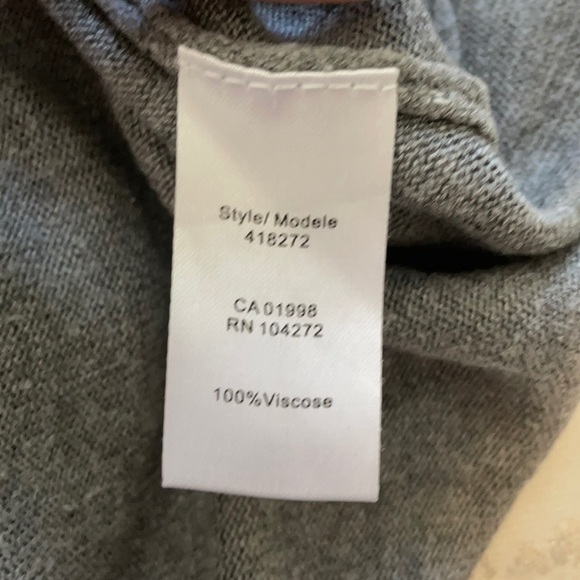 Style/ Modele
418272
CA 01998
RN 104272
100%Viscose